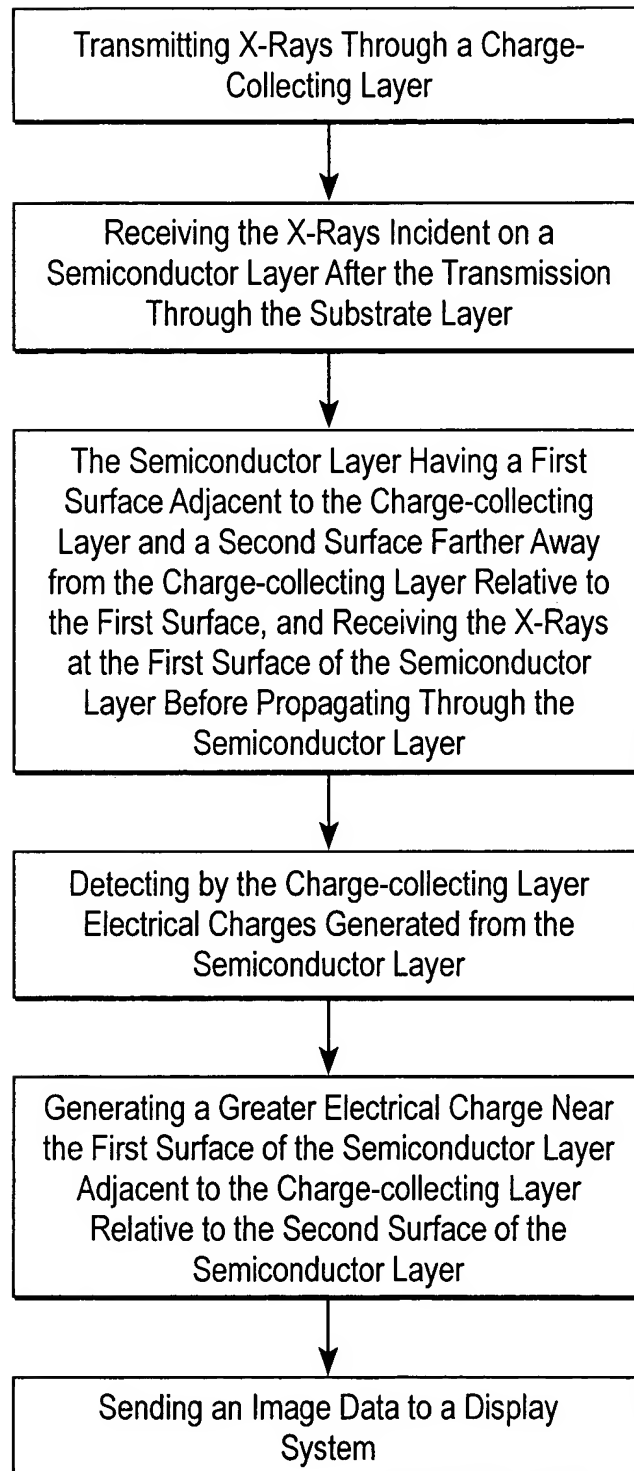 Transmitting X-Rays Through a Charge-
Collecting Layer
Receiving the X-Rays Incident on a
Semiconductor Layer After the Transmission
Through the Substrate Layer
The Semiconductor Layer Having a First
Surface Adjacent to the Charge-collecting
Layer and a Second Surface Farther Away
from the Charge-collecting Layer Relative to
the First Surface, and Receiving the X-Rays
at the First Surface of the Semiconductor
Layer Before Propagating Through the
Semiconductor Layer
Detecting by the Charge-collecting Layer
Electrical Charges Generated from the
Semiconductor Layer
Generating a Greater Electrical Charge Near
the First Surface of the Semiconductor Layer
Adjacent to the Charge-collecting Layer
Relative to the Second Surface of the
Semiconductor Layer
Sending an Image Data to a Display
System